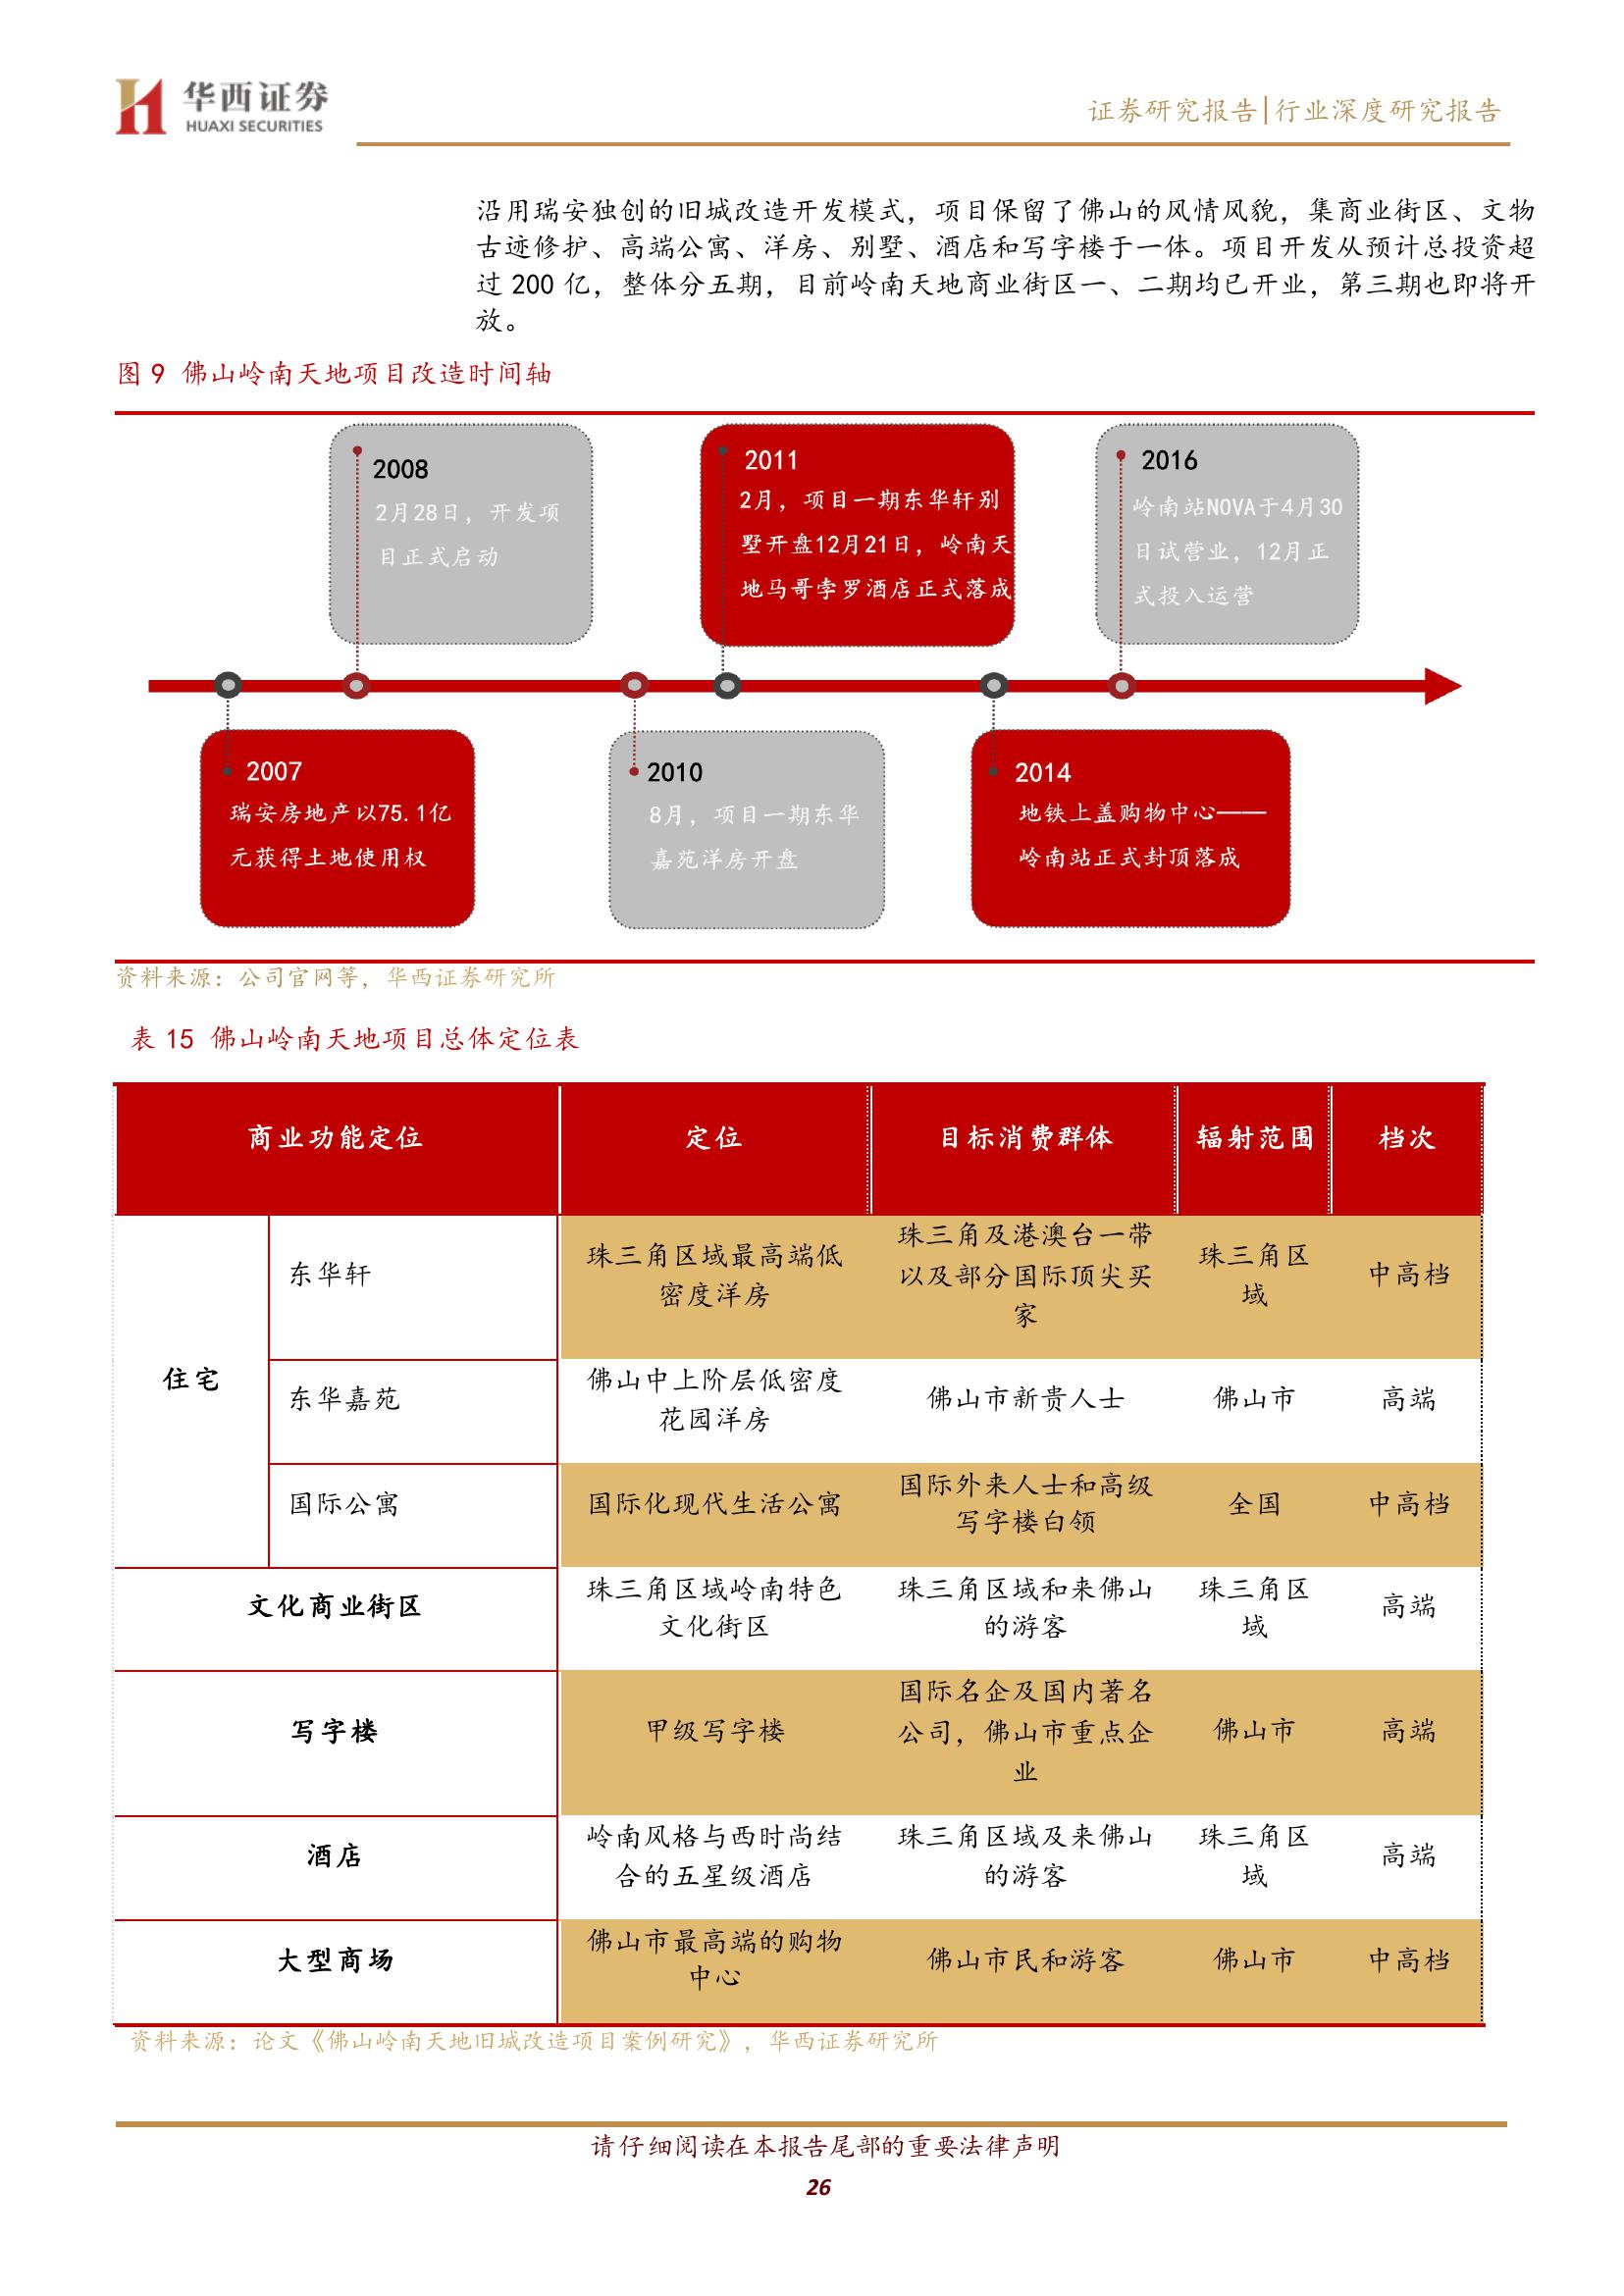 华西证券
HUAXI SECURITIES
证券研究报告|行业深度研究报告
沿用瑞安独创的旧城改造开发模式，项目保留了佛山的风情风貌，集商业街区、文物
古迹修护、高端公寓、洋房、别墅、酒店和写字楼于一体。项目开发从预计总投资超
过 200 亿，整体分五期，目前岭南天地商业街区一、二期均已开业，第三期也即将开
放。
图 9 佛山岭南天地项目改造时间轴
2008
2月28日，开发项
目正式启动
2011
2月，项目一期东华轩别
墅开盘12月21日，岭南天
地马哥孛罗酒店正式落成
2016
岭南站NOVA于4月30
日试营业，12月正
式投入运营
2007
瑞安房地产以75.1亿
元获得土地使用权
2010
8月，项目一期东华
嘉苑洋房开盘
2014
地铁上盖购物中心——
岭南站正式封顶落成
资料来源：公司官网等，华西证券研究所
表 15 佛山岭南天地项目总体定位表
商业功能定位 定位 目标消费群体 辐射范围 档次
住宅
东华轩
珠三角区域最高端低
密度洋房
珠三角及港澳台一带
以及部分国际顶尖买
家
珠三角区
域
中高档
东华嘉苑
佛山中上阶层低密度
花园洋房
佛山市新贵人士
佛山市
高端
国际公寓
国际化现代生活公寓
国际外来人士和高级
写字楼白领
全国
中高档
文化商业街区
珠三角区域岭南特色
文化街区
珠三角区域和来佛山
的游客
珠三角区
域
高端
写字楼
甲级写字楼
国际名企及国内著名
公司，佛山市重点企
业
佛山市
高端
酒店
岭南风格与西时尚结
合的五星级酒店
珠三角区域及来佛山
的游客
珠三角区
域
高端
大型商场
佛山市最高端的购物
中心
佛山市民和游客
佛山市
中高档
资料来源：论文《佛山岭南天地旧城改造项目案例研究》，华西证券研究所
请仔细阅读在本报告尾部的重要法律声明
26